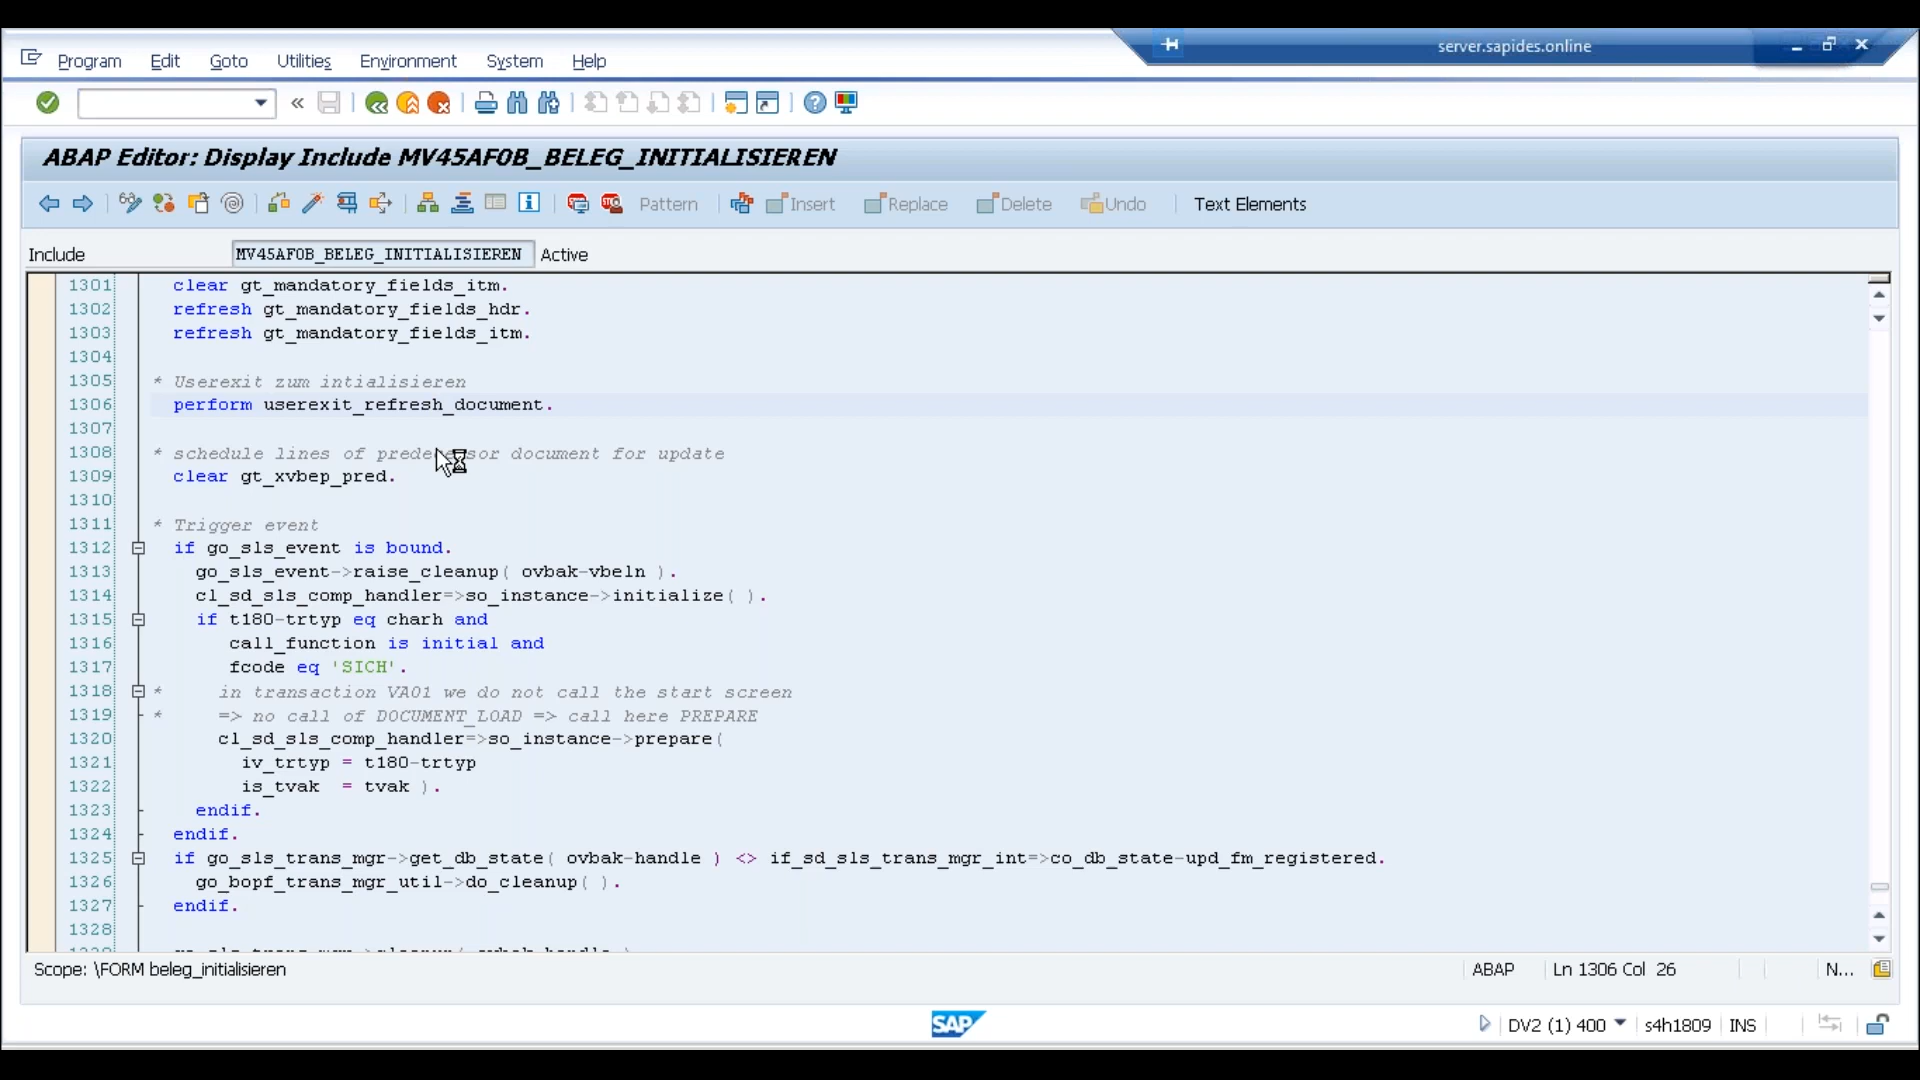 server.sapides.online
Program Edit Goto Utilities Environment System Help
ABAP Editor: Display Include MV45AF0B_BELEG_INITIALISIEREN
Pattern Insert Replace Delete Undo Text Elements
Include MV45AF0B_BELEG_INITIALISIEREN Active
1301 clear gt_mandatory_fields_itm.
1302 refresh gt_mandatory_fields_hdr.
1303 refresh gt_mandatory_fields_itm.
1304
1305 * Userexit zum intialisieren
1306 perform userexit_refresh_document.
1307
1308 * schedule lines of predecessor document for update
1309 clear gt_xvbep_pred.
1310
1311 * Trigger event
1312 if go_sls_event is bound.
1313 go_sls_event->raise_cleanup( ovbak-vbeln ).
1314 cl_sd_sls_comp_handler=>so_instance->initialize( ).
1315 if t180-trtyp eq charh and
1316 call_function is initial and
1317 fcode eq 'SICH'.
1318 * in transaction VA01 we do not call the start screen
1319 * => no call of DOCUMENT_LOAD => call here PREPARE
1320 cl_sd_sls_comp_handler=>so_instance->prepare(
1321 iv_trtyp = t180-trtyp
1322 is_tvak = tvak ).
1323 endif.
1324 endif.
1325 if go_sls_trans_mgr->get_db_state( ovbak-handle ) <> if_sd_sls_trans_mgr_int=>co_db_state-upd_fm_registered.
1326 go_bopf_trans_mgr_util->do_cleanup( ).
1327 endif.
1328
Scope: \FORM beleg_initialisieren ABAP Ln 1306 Col 26 N...
SAP DV2 (1) 400 s4h1809 INS